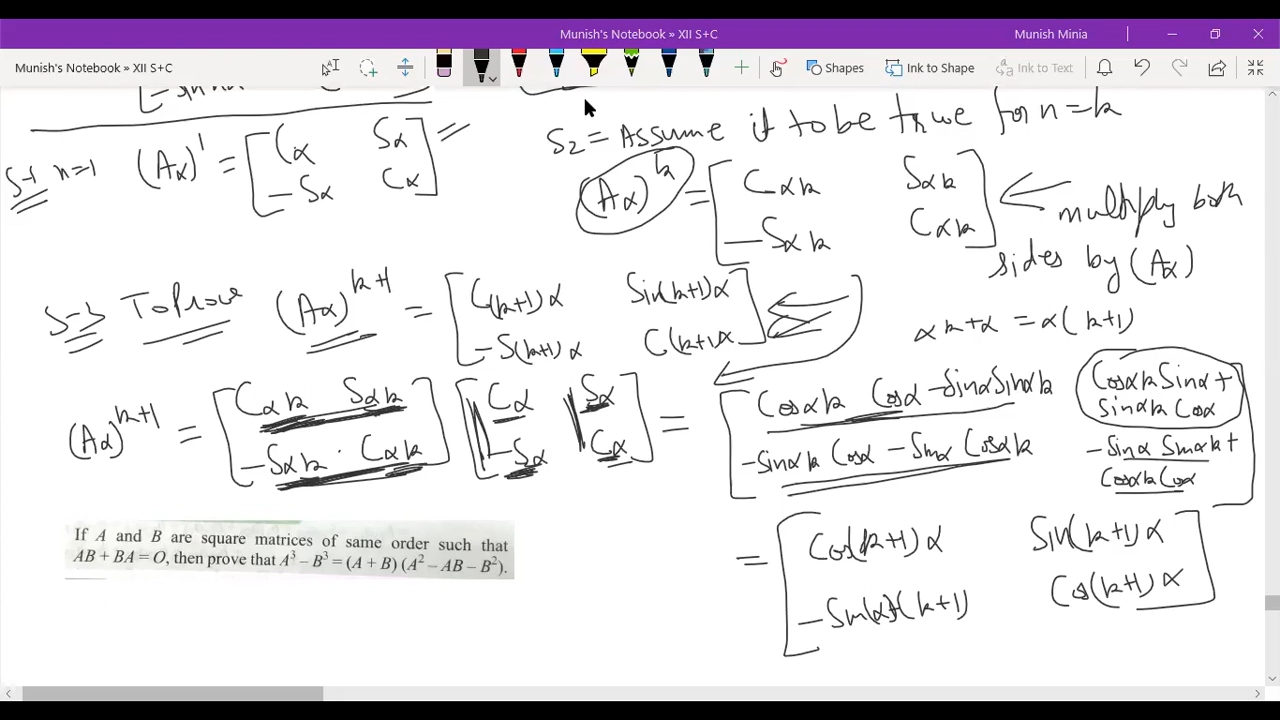 Munish's Notebook » XII S+C
Munish Minia
Munish's Notebook » XII S+C
Shapes
Ink to Shape
Ink to Text
S-1 n=1 (Aα)¹ = [Cα Sα
-Sα Cα]
S2 = Assume it to be true for n=k
(Aα)^k = [Cαk Sαk
-Sαk Cαk]
multiply both
sides by (Aα)
S-3 To Prove (Aα)^k+1 = [C(k+1)α Sin(k+1)α
-S(k+1)α C(k+1)α]
αk+α = α(k+1)
(Aα)^k+1 = [Cαk Sαk
-Sαk · Cαk] [Cα Sα
-Sα Cα] =
[Cosαk Cosα - Sinα Sinαk Cosαk Sinα + Sinαk Cosα
-Sinαk Cosα - Sinα Cosαk -Sinα Sinαk + Cosαk Cosα]
= [Cos(k+1)α Sin(k+1)α
-Sin(α)(k+1) Cos(k+1)α]
If A and B are square matrices of same order such that
AB + BA = O, then prove that A³ – B³ = (A + B) (A² – AB – B²).